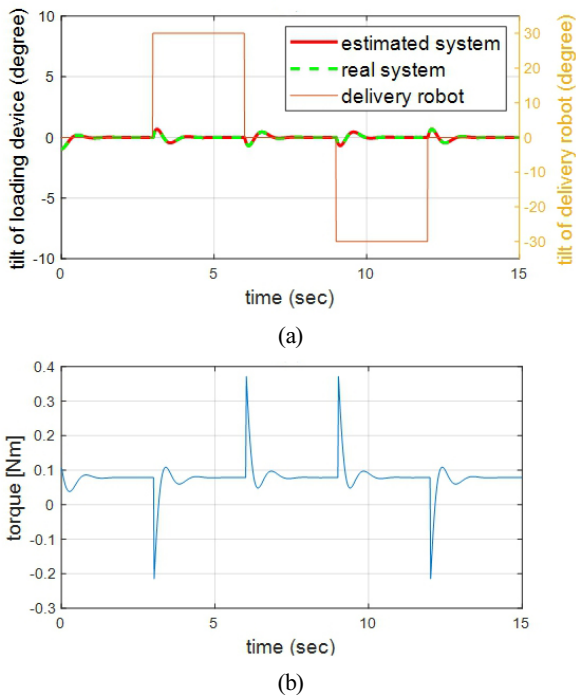 10
5
0
-5
-10
tilt of loading device (degree)
estimated system
real system
delivery robot
30
20
10
0
-10
-20
-30
tilt of delivery robot (degree)
0
5
10
15
time (sec)
(a)
0.4
0.3
0.2
0.1
0
-0.1
-0.2
-0.3
torque [Nm]
0
5
10
15
time (sec)
(b)